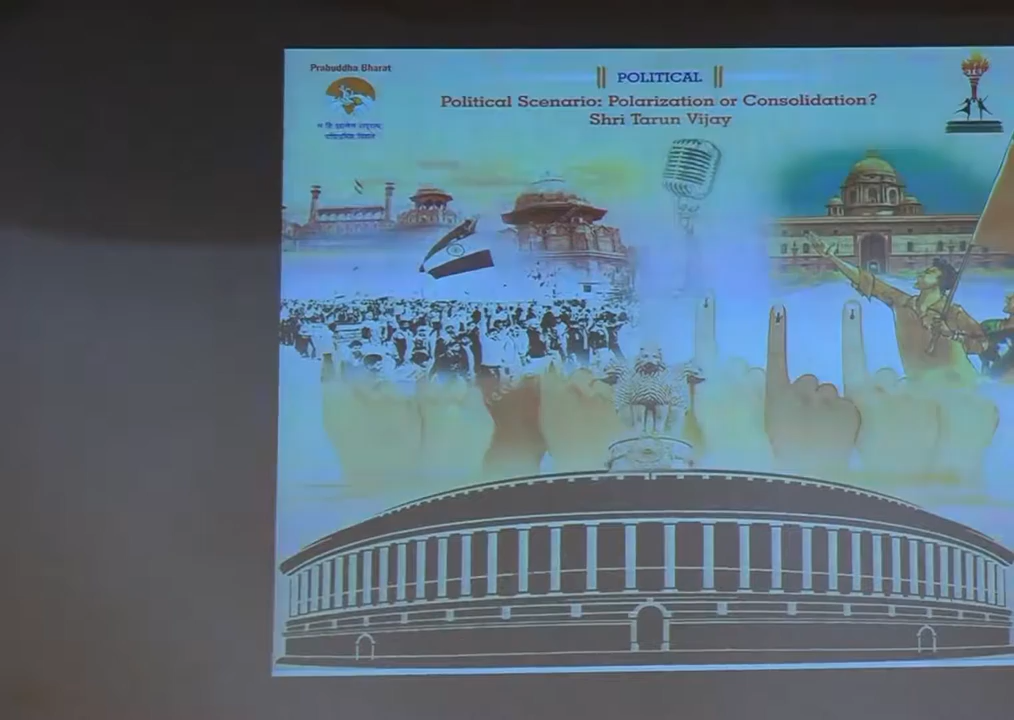 Prabuddha Bharat
POLITICAL
Political Scenario: Polarization or Consolidation?
Shri Tarun Vijay